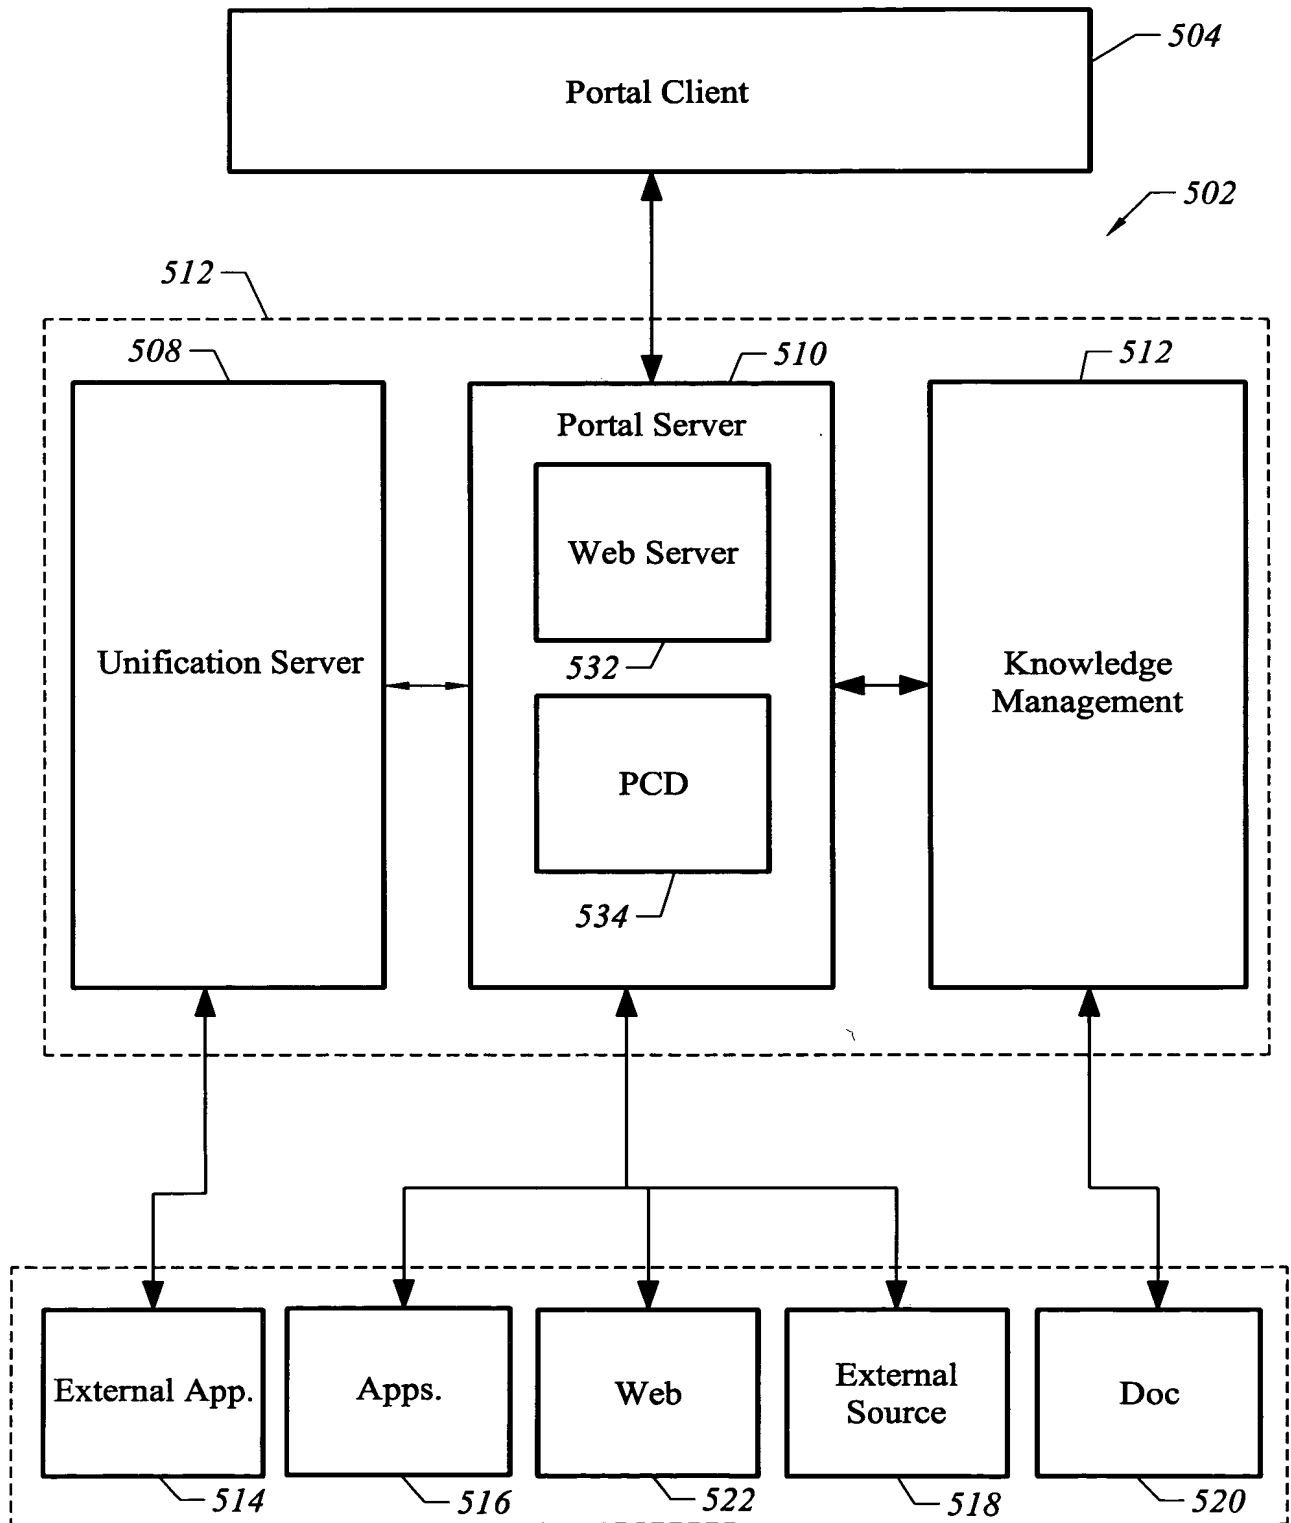 504
Portal Client
502
512
508
510
512
Portal Server
Web Server
532
Unification Server
Knowledge
Management
PCD
534
External App.
Apps.
Web
External
Source
Doc
514
516
522
518
520